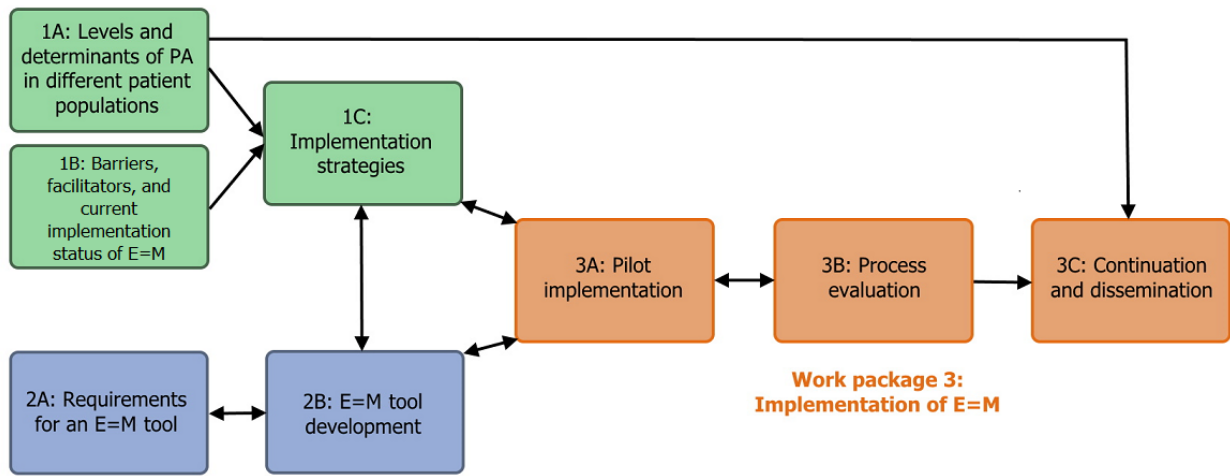 1A: Levels and
determinants of PA
in different patient
populations
1B: Barriers,
facilitators, and
current
implementation
status of E=M
1C:
Implementation
strategies
2A: Requirements
for an E=M tool
2B: E=M tool
development
3A: Pilot
implementation
3B: Process
evaluation
3C: Continuation
and dissemination
Work package 3:
Implementation of E=M